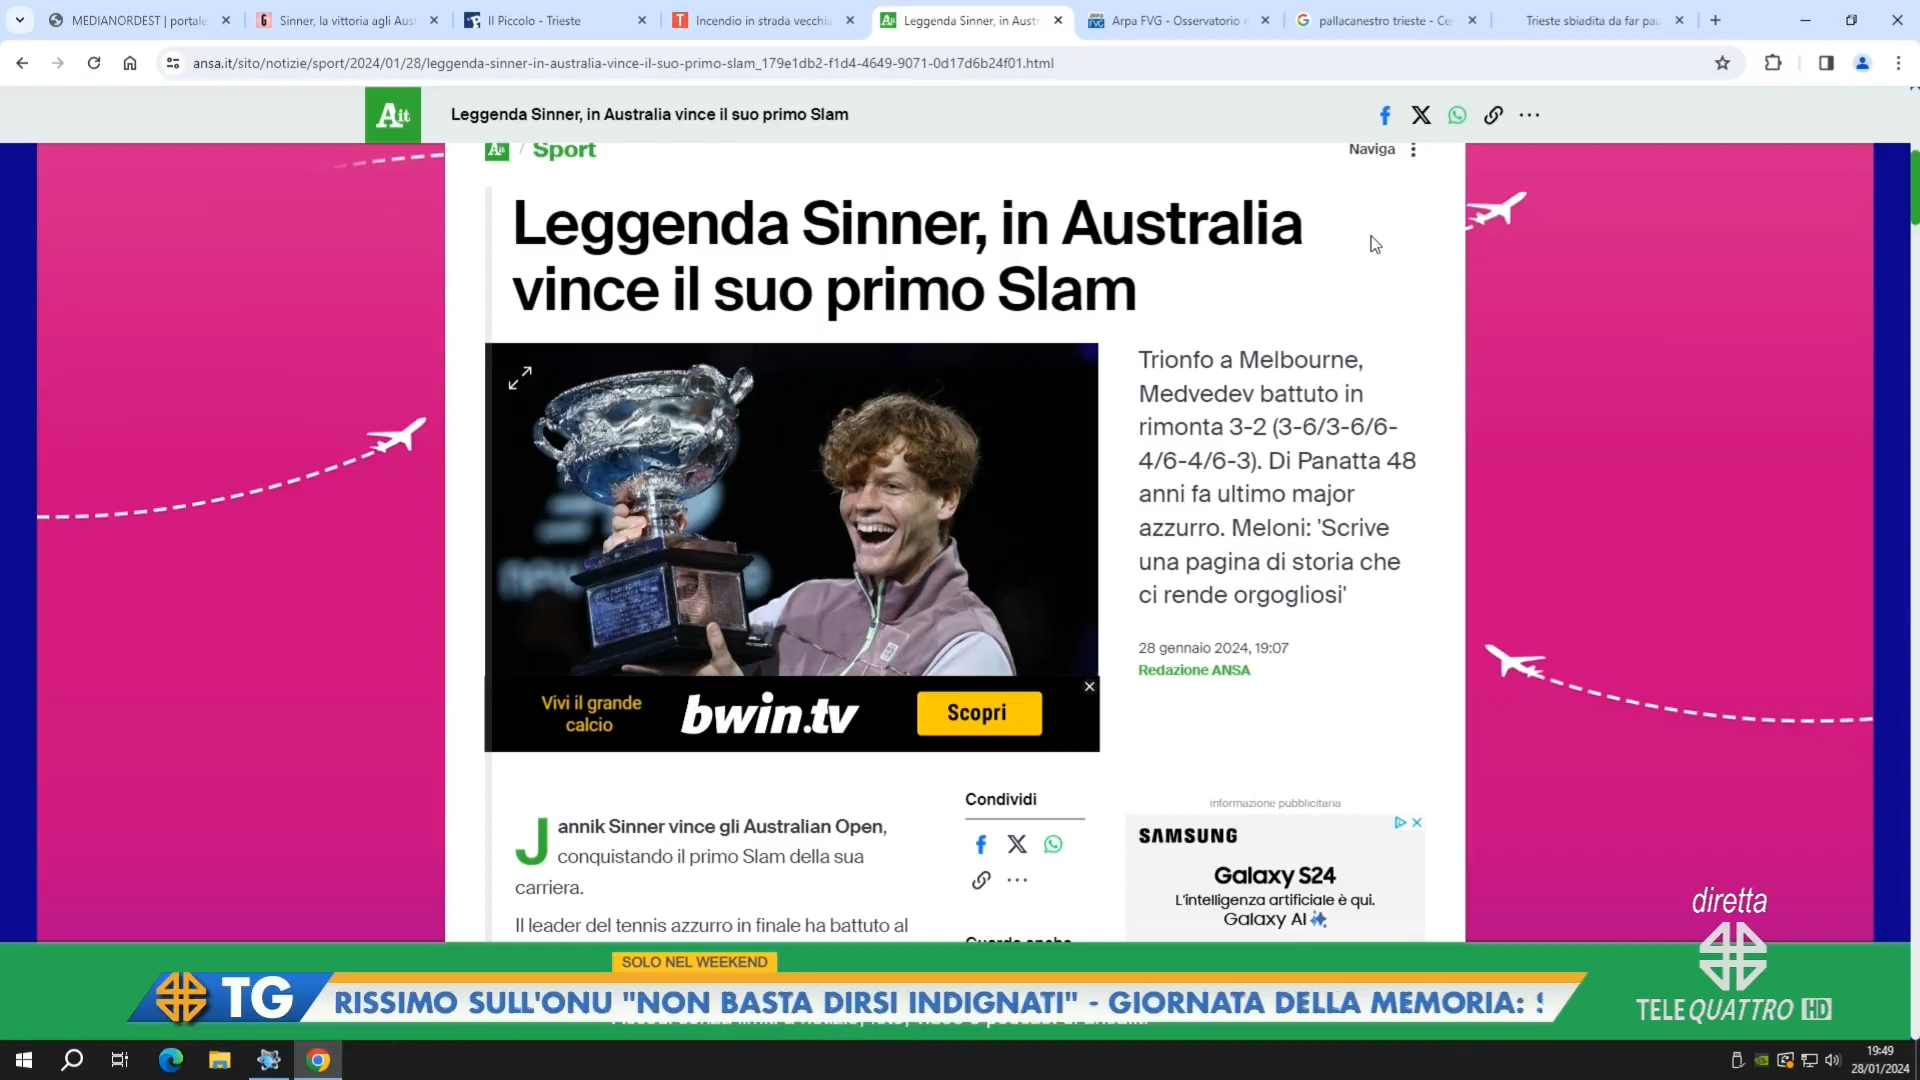 MEDIANORDEST | portale
Sinner, la vittoria agli Aust
Il Piccolo - Trieste
Incendio in strada vecchia
Leggenda Sinner, in Austr
Arpa FVG - Osservatorio
pallacanestro trieste - Ce
Trieste sbiadita da far pau
ansa.it/sito/notizie/sport/2024/01/28/leggenda-sinner-in-australia-vince-il-suo-primo-slam_179e1db2-f1d4-4649-9071-0d17d6b24f01.html
Ait
Leggenda Sinner, in Australia vince il suo primo Slam
Ait / Sport
Naviga
Leggenda Sinner, in Australia
vince il suo primo Slam
Trionfo a Melbourne,
Medvedev battuto in
rimonta 3-2 (3-6/3-6/6-
4/6-4/6-3). Di Panatta 48
anni fa ultimo major
azzurro. Meloni: 'Scrive
una pagina di storia che
ci rende orgogliosi'
28 gennaio 2024, 19:07
Redazione ANSA
Vivi il grande
calcio
bwin.tv
Scopri
Condividi
Jannik Sinner vince gli Australian Open,
conquistando il primo Slam della sua
carriera.
Il leader del tennis azzurro in finale ha battuto al
informazione pubblicitaria
SAMSUNG
Galaxy S24
L'intelligenza artificiale è qui.
Galaxy AI
diretta
SOLO NEL WEEKEND
TG
RISSIMO SULL'ONU "NON BASTA DIRSI INDIGNATI" - GIORNATA DELLA MEMORIA:
TELEQUATTRO HD
19:49
28/01/2024